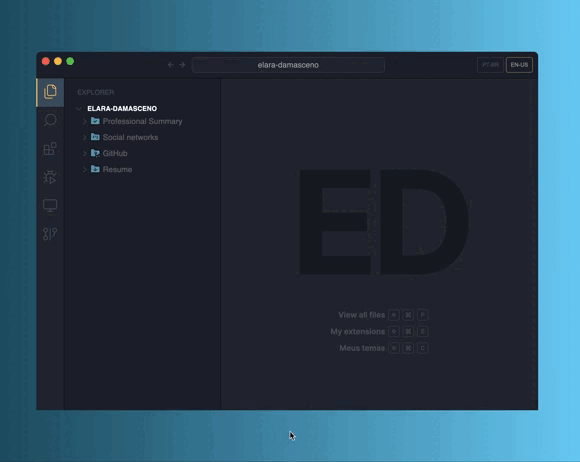 elara-damasceno
PT-BR
EN-US
EXPLORER
ELARA-DAMASCENO
Professional Summary
Social networks
GitHub
Resume
ED
View all files ⌘ P
My extensions ⌘
Meus temas ⌘